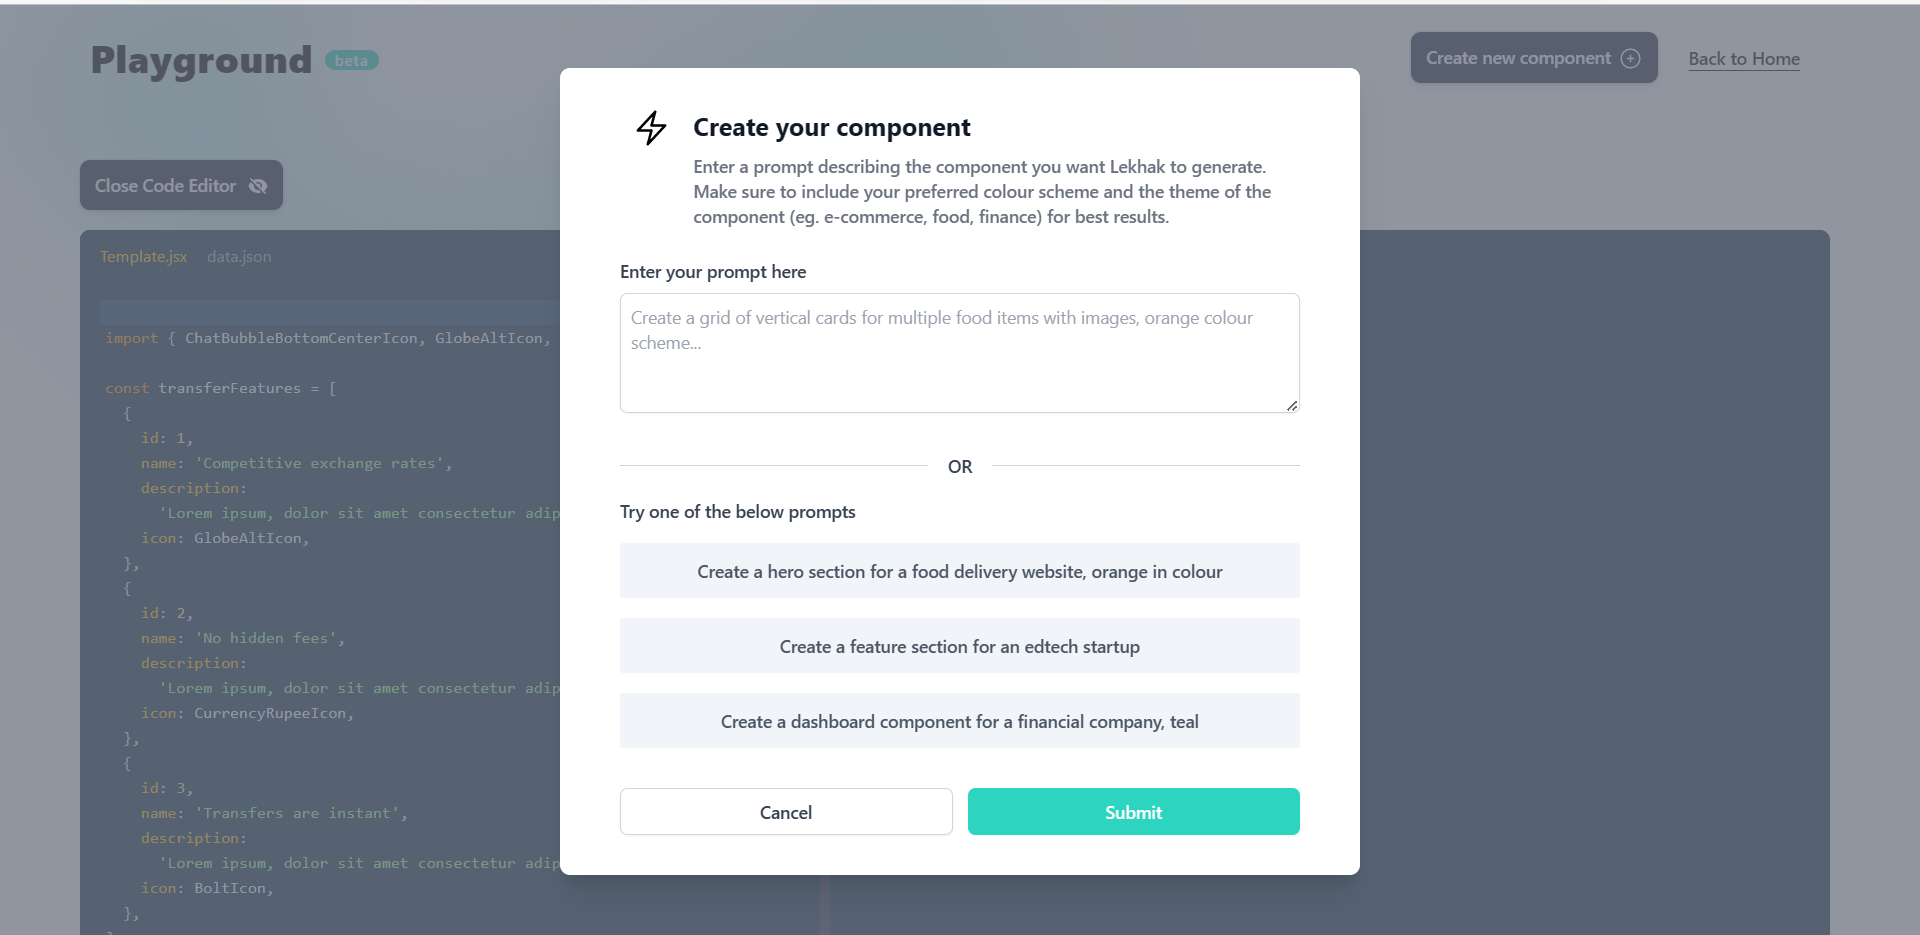 Playground beta
Create new component
Back to Home
Close Code Editor
Template.jsx data.json
import { ChatBubbleBottomCenterIcon, GlobeAltIcon,
const transferFeatures = [
{
id: 1,
name: 'Competitive exchange rates',
description:
'Lorem ipsum, dolor sit amet consectetur adip
icon: GlobeAltIcon,
},
{
id: 2,
name: 'No hidden fees',
description:
'Lorem ipsum, dolor sit amet consectetur adip
icon: CurrencyRupeeIcon,
},
{
id: 3,
name: 'Transfers are instant',
description:
'Lorem ipsum, dolor sit amet consectetur adip
icon: BoltIcon,
},
Create your component
Enter a prompt describing the component you want Lekhak to generate.
Make sure to include your preferred colour scheme and the theme of the
component (eg. e-commerce, food, finance) for best results.
Enter your prompt here
Create a grid of vertical cards for multiple food items with images, orange colour
scheme...
OR
Try one of the below prompts
Create a hero section for a food delivery website, orange in colour
Create a feature section for an edtech startup
Create a dashboard component for a financial company, teal
Cancel
Submit